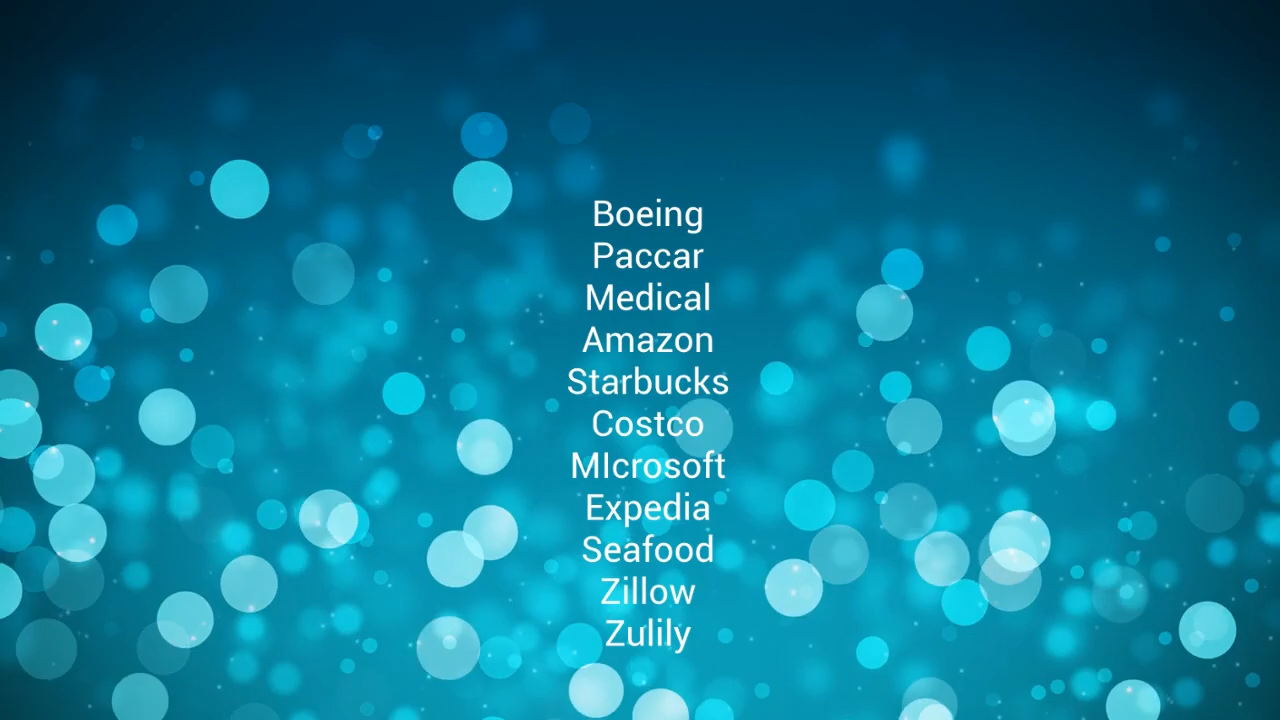 Boeing
Paccar
Medical
Amazon
Starbucks
Costco
MIcrosoft
Expedia
Seafood
Zillow
Zulily